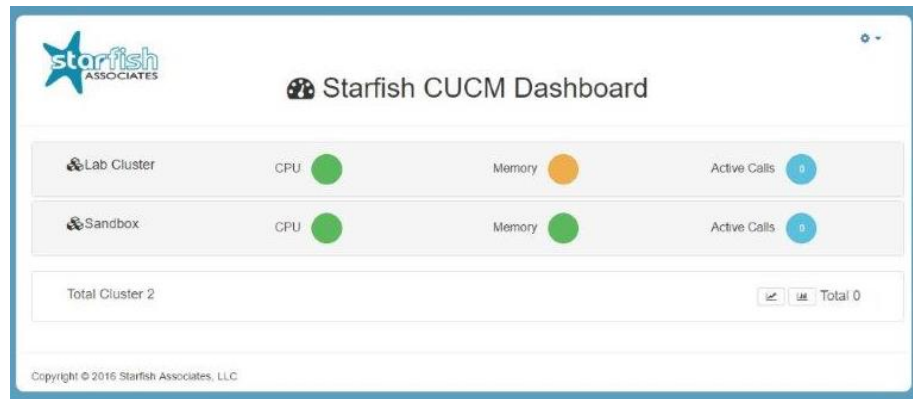 starfish
ASSOCIATES
Starfish CUCM Dashboard
Lab Cluster CPU Memory Active Calls 0
Sandbox CPU Memory Active Calls 0
Total Cluster 2 Total 0
Copyright © 2016 Starfish Associates, LLC